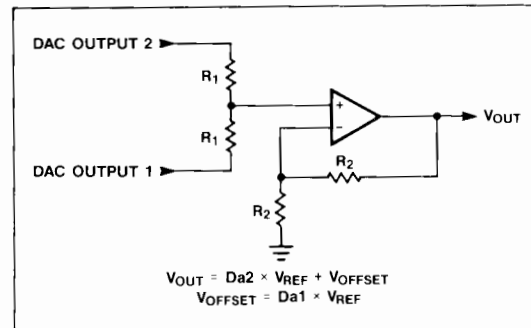 DAC OUTPUT 2
R1
+
−
VOUT
R1
DAC OUTPUT 1
R2
R2
VOUT = Da2 × VREF + VOFFSET
VOFFSET = Da1 × VREF